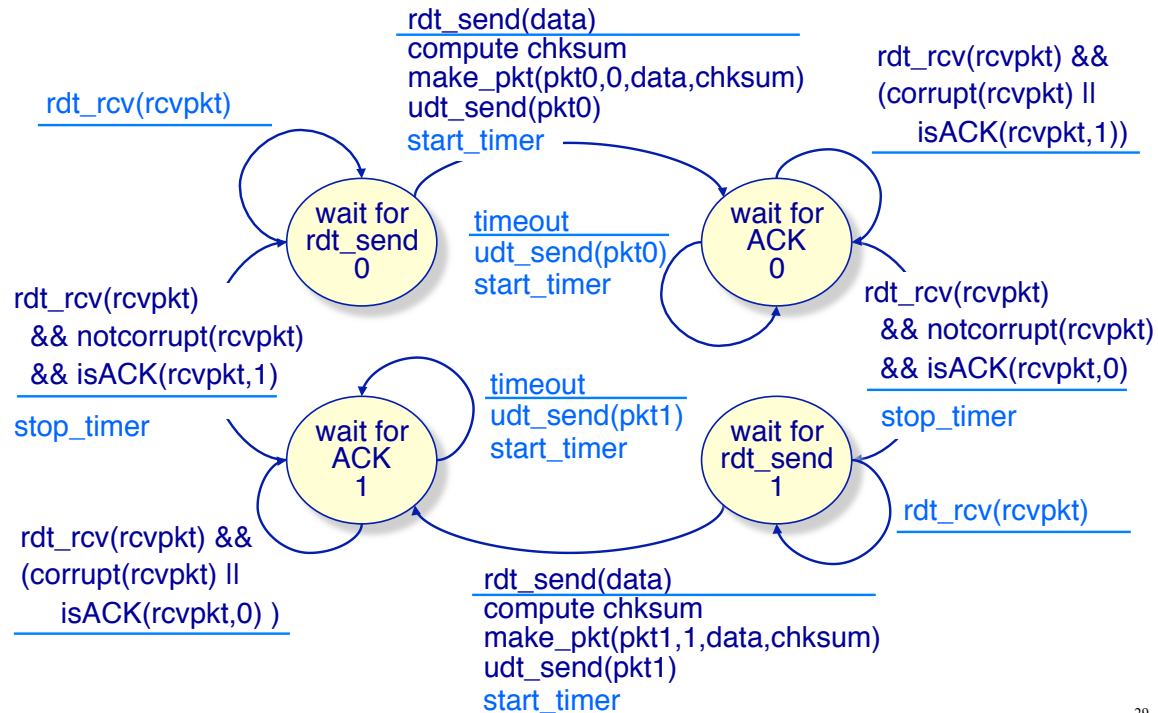 rdt_send(data)
compute chksum
make_pkt(pkt0,0,data,chksum)
udt_send(pkt0)
start_timer
rdt_rcv(rcvpkt) &&
(corrupt(rcvpkt) ||
isACK(rcvpkt,1))
rdt_rcv(rcvpkt)
wait for
rdt_send
0
timeout
udt_send(pkt0)
start_timer
wait for
ACK
0
rdt_rcv(rcvpkt)
&& notcorrupt(rcvpkt)
&& isACK(rcvpkt,1)
stop_timer
rdt_rcv(rcvpkt)
&& notcorrupt(rcvpkt)
&& isACK(rcvpkt,0)
stop_timer
wait for
ACK
1
timeout
udt_send(pkt1)
start_timer
wait for
rdt_send
1
rdt_rcv(rcvpkt)
rdt_rcv(rcvpkt) &&
(corrupt(rcvpkt) ||
isACK(rcvpkt,0) )
rdt_send(data)
compute chksum
make_pkt(pkt1,1,data,chksum)
udt_send(pkt1)
start_timer
29